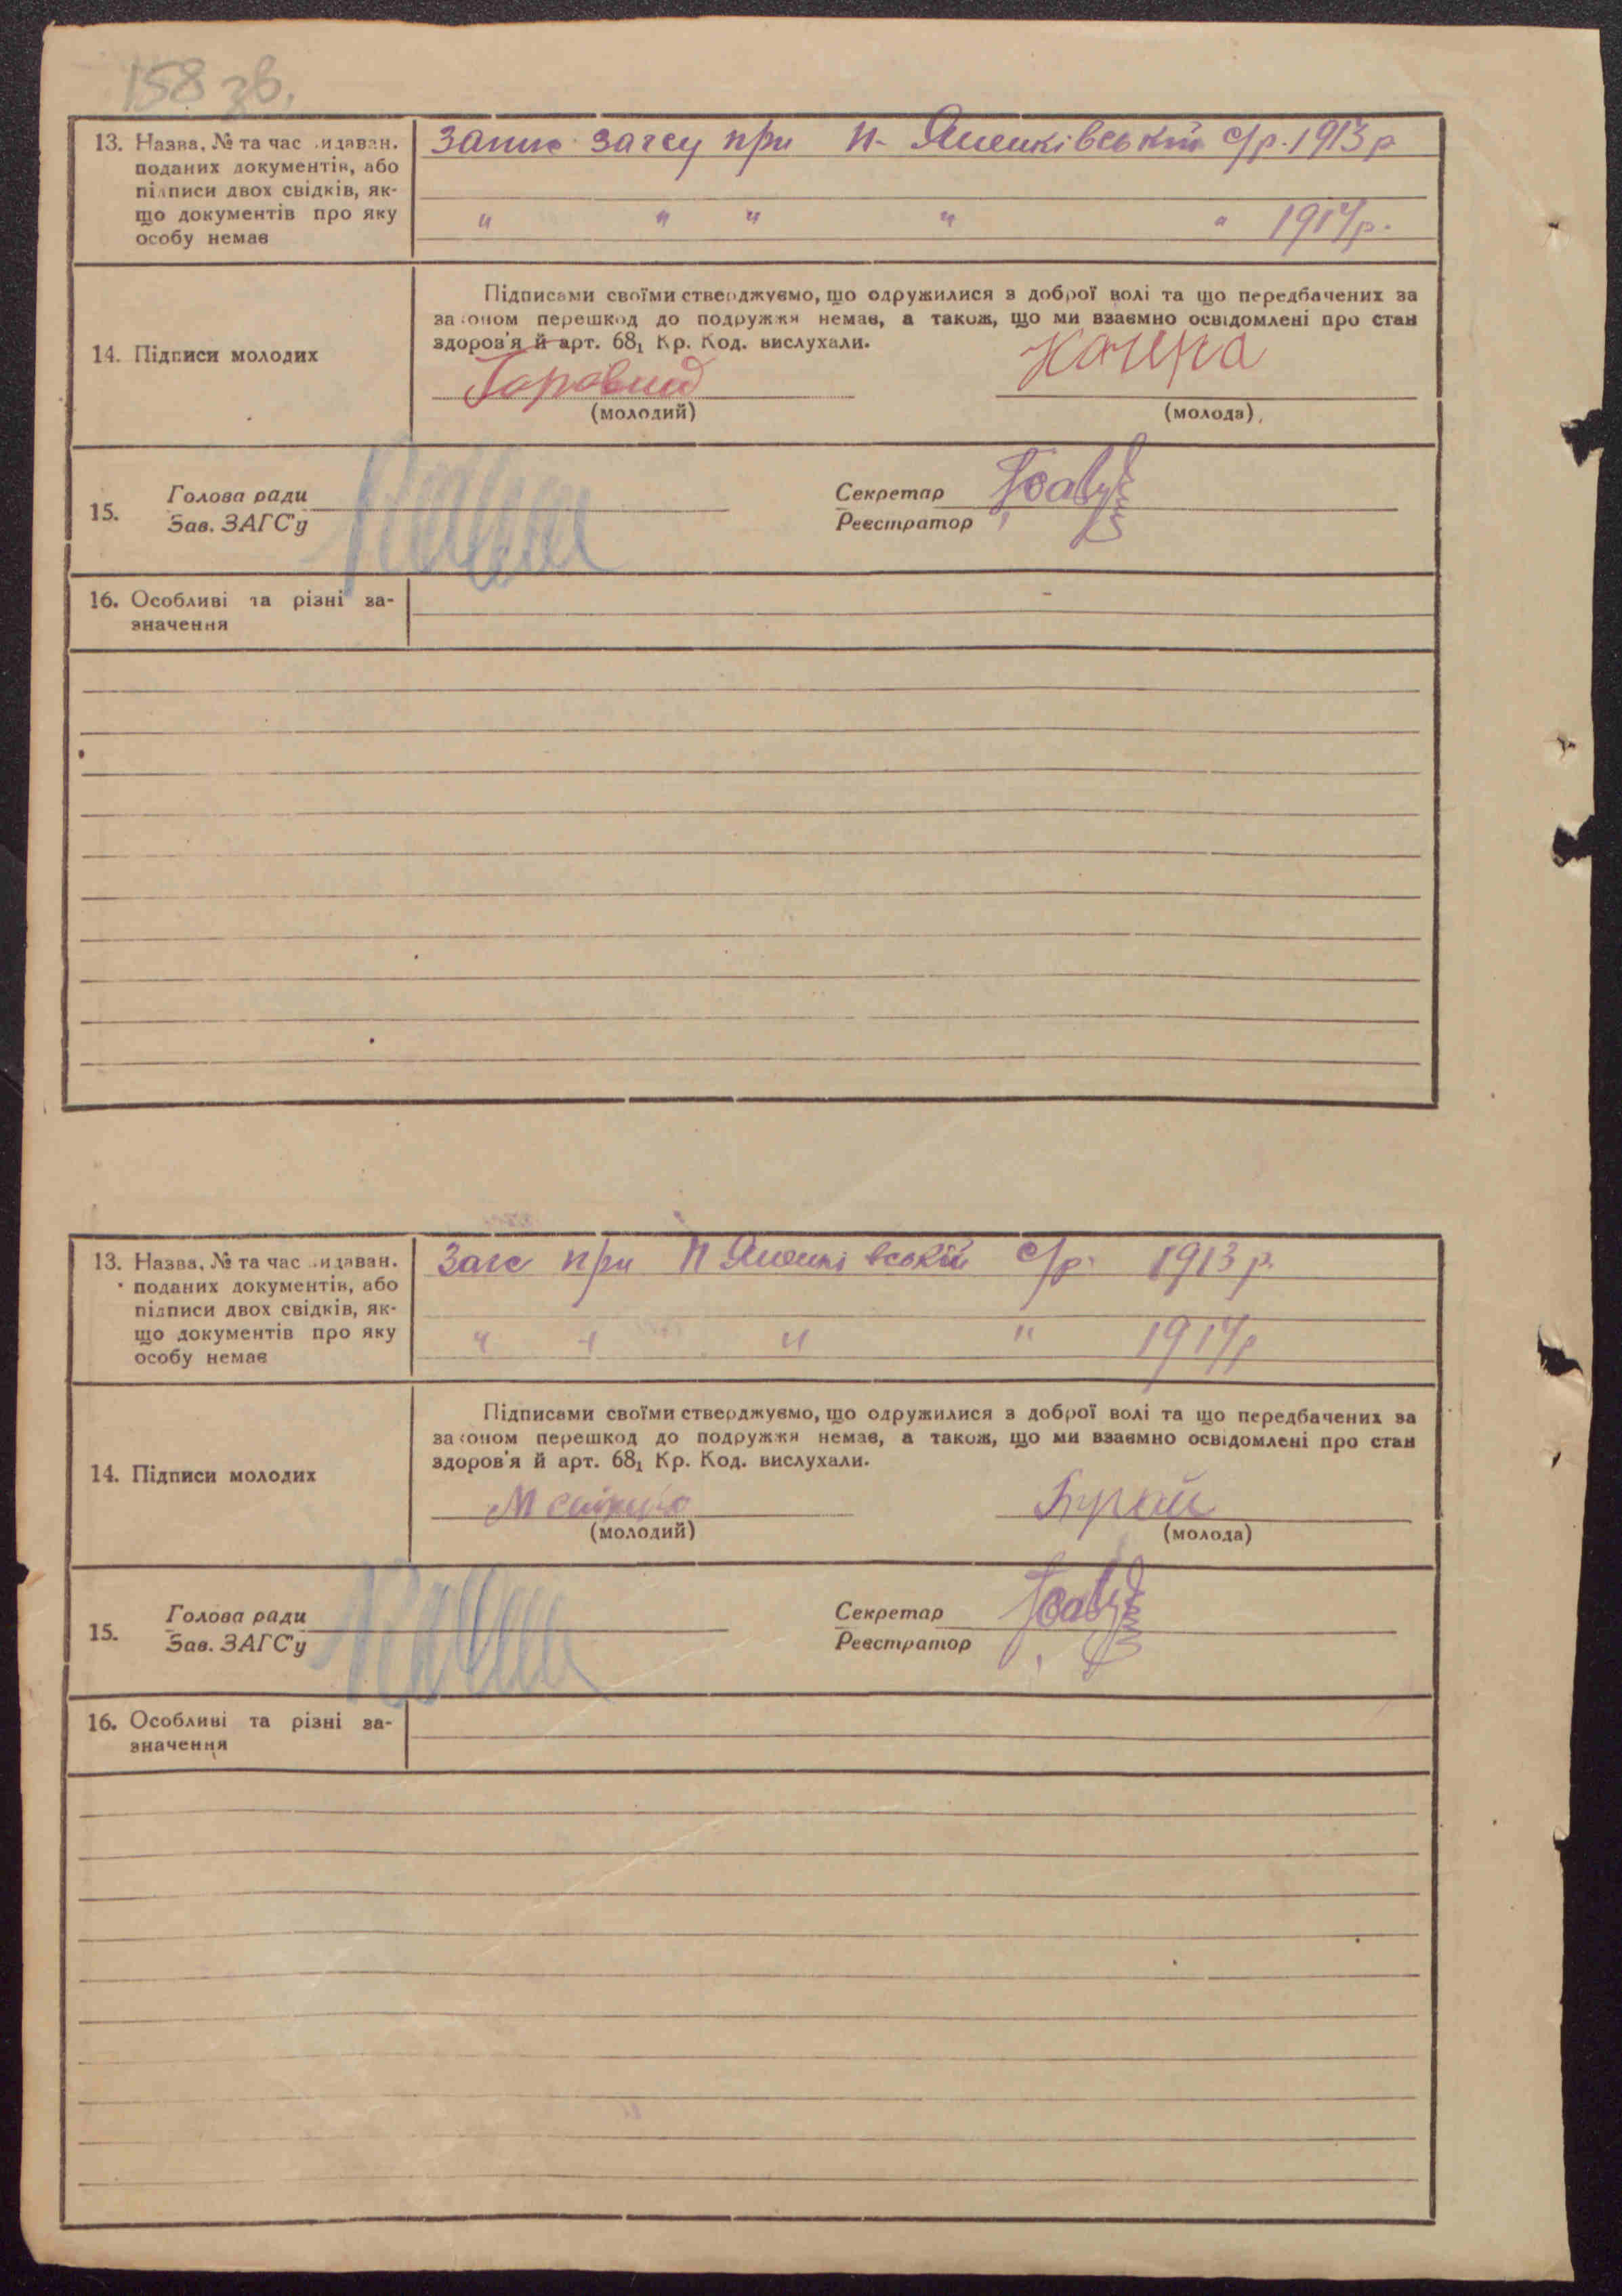 158 зв.
13. Назва, № та час видаван.
поданих документів, або
підписи двох свідків, як-
що документів про яку
особу немає
запис загсу при П- Яненківській с/р. 1913 р
" " " " " 1914р.
14. Підписи молодих
Підписами своїми стверджуємо, що одружилися з доброї волі та що передбачених за
законом перешкод до подружжя немає, а також, що ми взаємно освідомлені про стан
здоров'я й арт. 68₁ Кр. Код. вислухали.
(молодий) (молода)
15. Голова ради
Зав. ЗАГС'у
Секретар
Реєстратор
16. Особливі та різні за-
значення
13. Назва, № та час видаван.
поданих документів, або
підписи двох свідків, як-
що документів про яку
особу немає
Загс при П Яненківській с/р. 1913 р.
" " " " 1914р
14. Підписи молодих
Підписами своїми стверджуємо, що одружилися з доброї волі та що передбачених за
законом перешкод до подружжя немає, а також, що ми взаємно освідомлені про стан
здоров'я й арт. 68₁ Кр. Код. вислухали.
Бурай
(молодий) (молода)
15. Голова ради
Зав. ЗАГС'у
Секретар
Реєстратор
16. Особливі та різні за-
значення